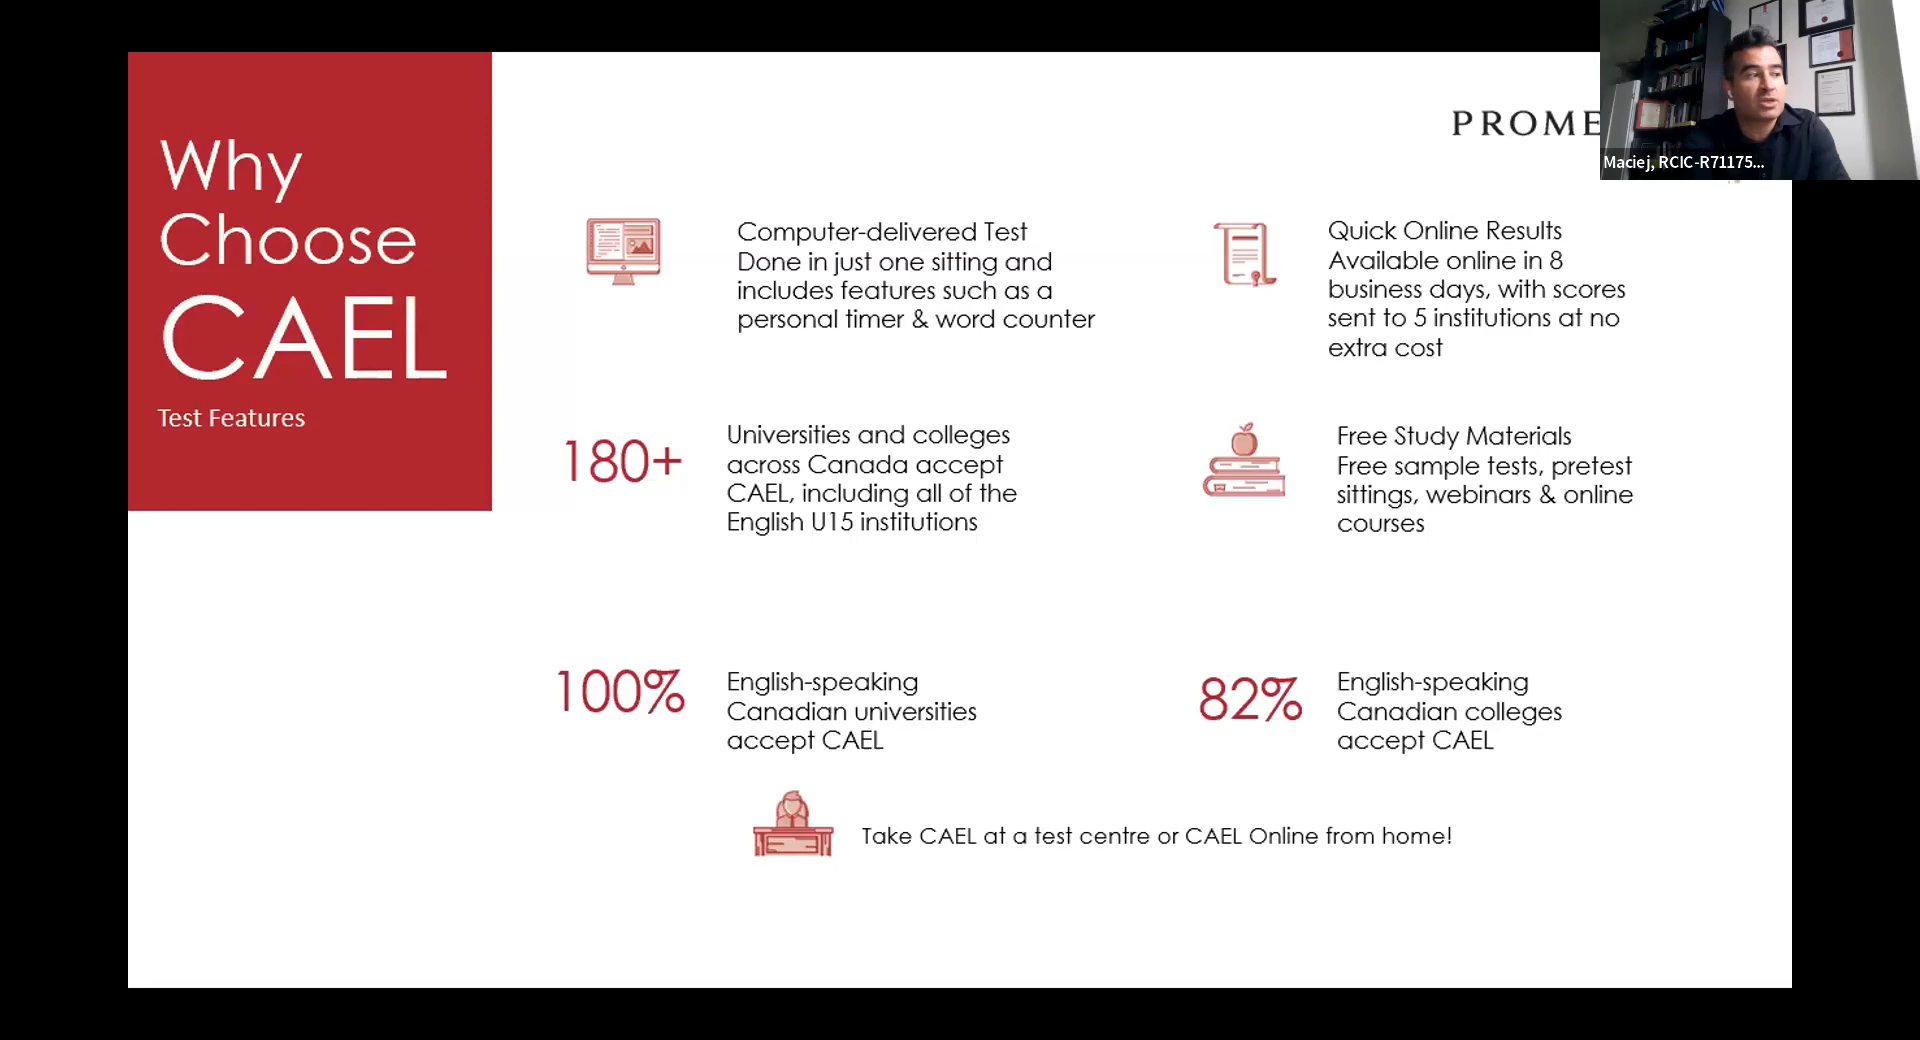 Why
Choose
CAEL
Test Features
PROME
Maciej, RCIC-R71175...
Computer-delivered Test
Done in just one sitting and
includes features such as a
personal timer & word counter
Quick Online Results
Available online in 8
business days, with scores
sent to 5 institutions at no
extra cost
180+
Universities and colleges
across Canada accept
CAEL, including all of the
English U15 institutions
Free Study Materials
Free sample tests, pretest
sittings, webinars & online
courses
100%
English-speaking
Canadian universities
accept CAEL
82%
English-speaking
Canadian colleges
accept CAEL
Take CAEL at a test centre or CAEL Online from home!